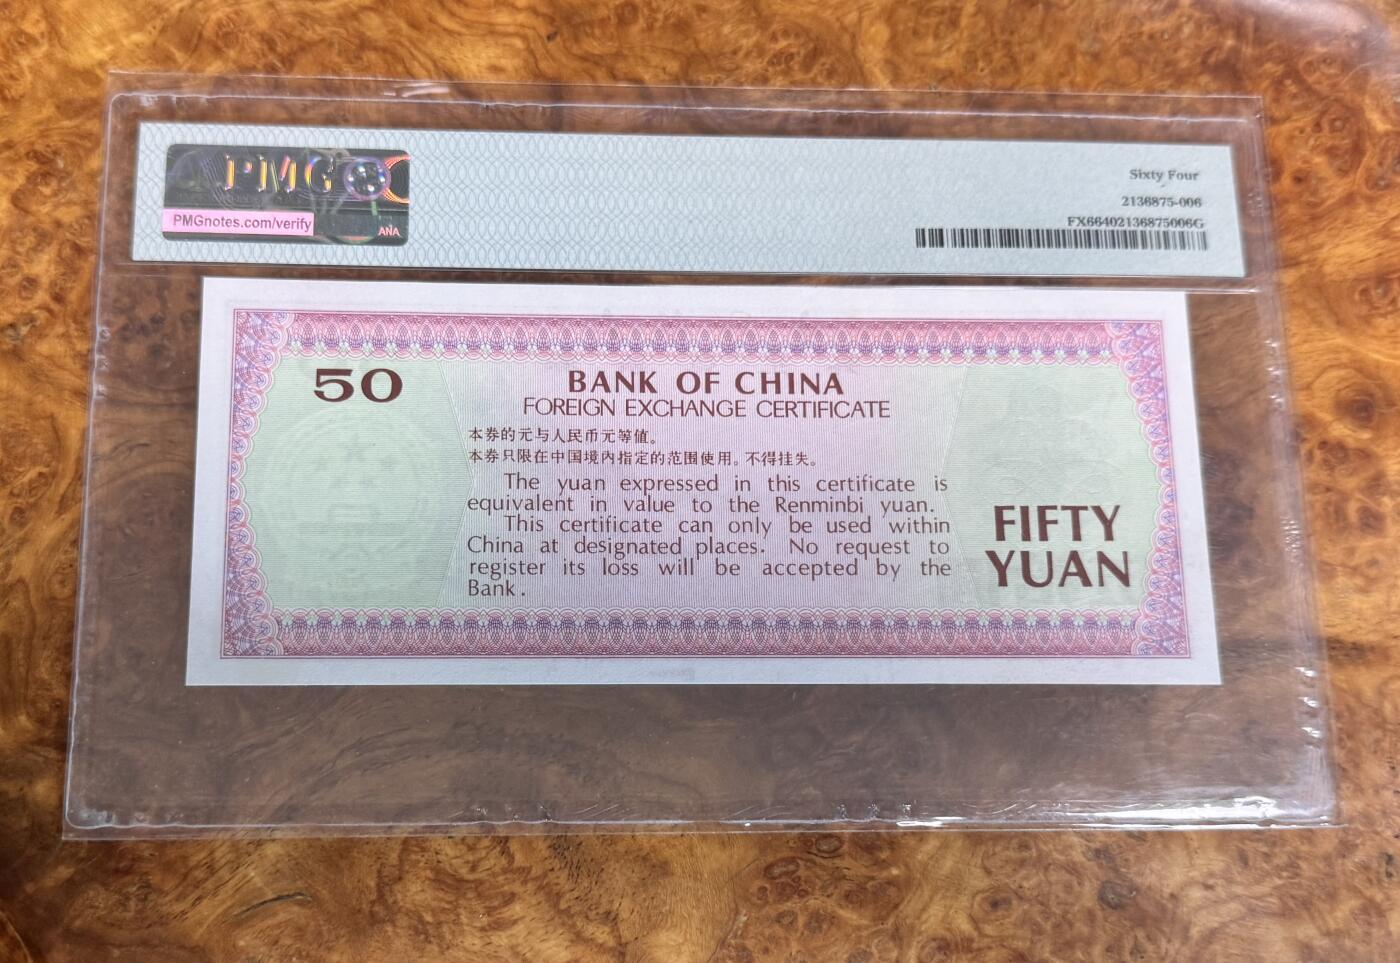 PMG
PMGnotes.com/verify
ANA
Sixty Four
2136875-006
FX66402136875006G
50
BANK OF CHINA
FOREIGN EXCHANGE CERTIFICATE
本券的元与人民币元等值。
本券只限在中国境内指定的范围使用。不得挂失。
The yuan expressed in this certificate is
equivalent in value to the Renminbi yuan.
This certificate can only be used within
China at designated places. No request to
register its loss will be accepted by the
Bank.
FIFTY
YUAN